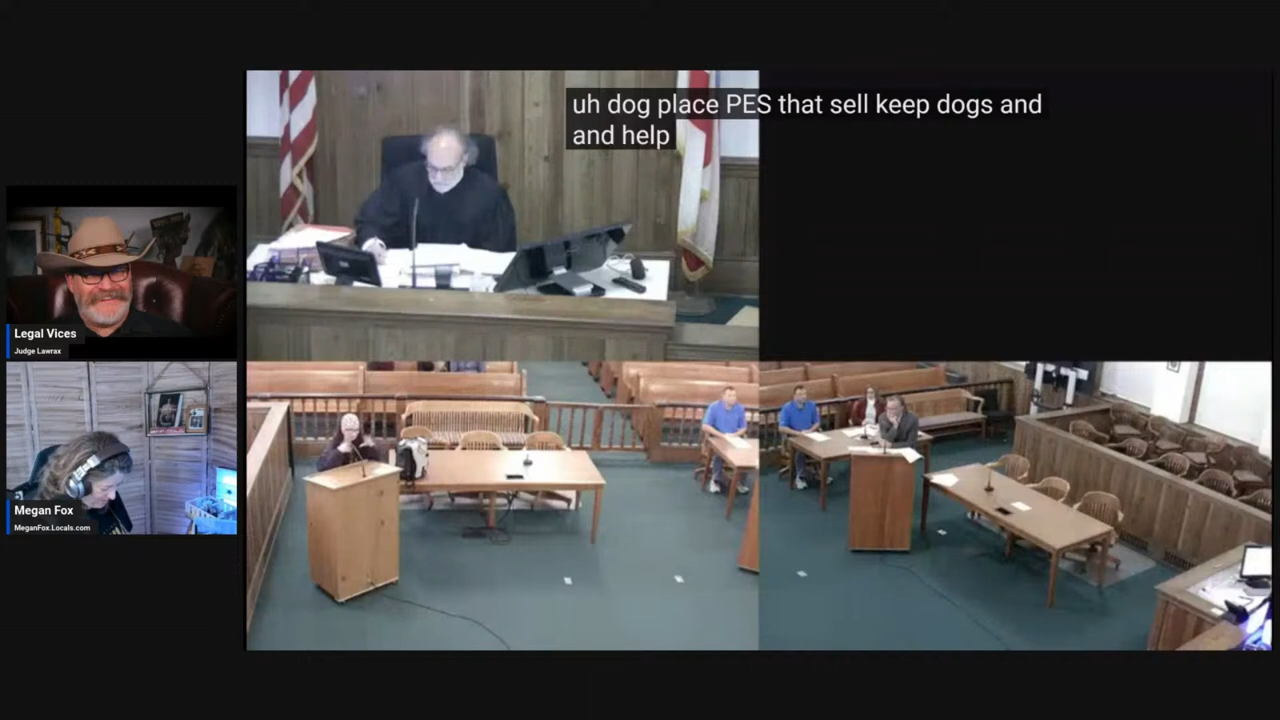 uh dog place PES that sell keep dogs and
and help
Legal Vices
Judge Lawrax
Megan Fox
MeganFox.Locals.com